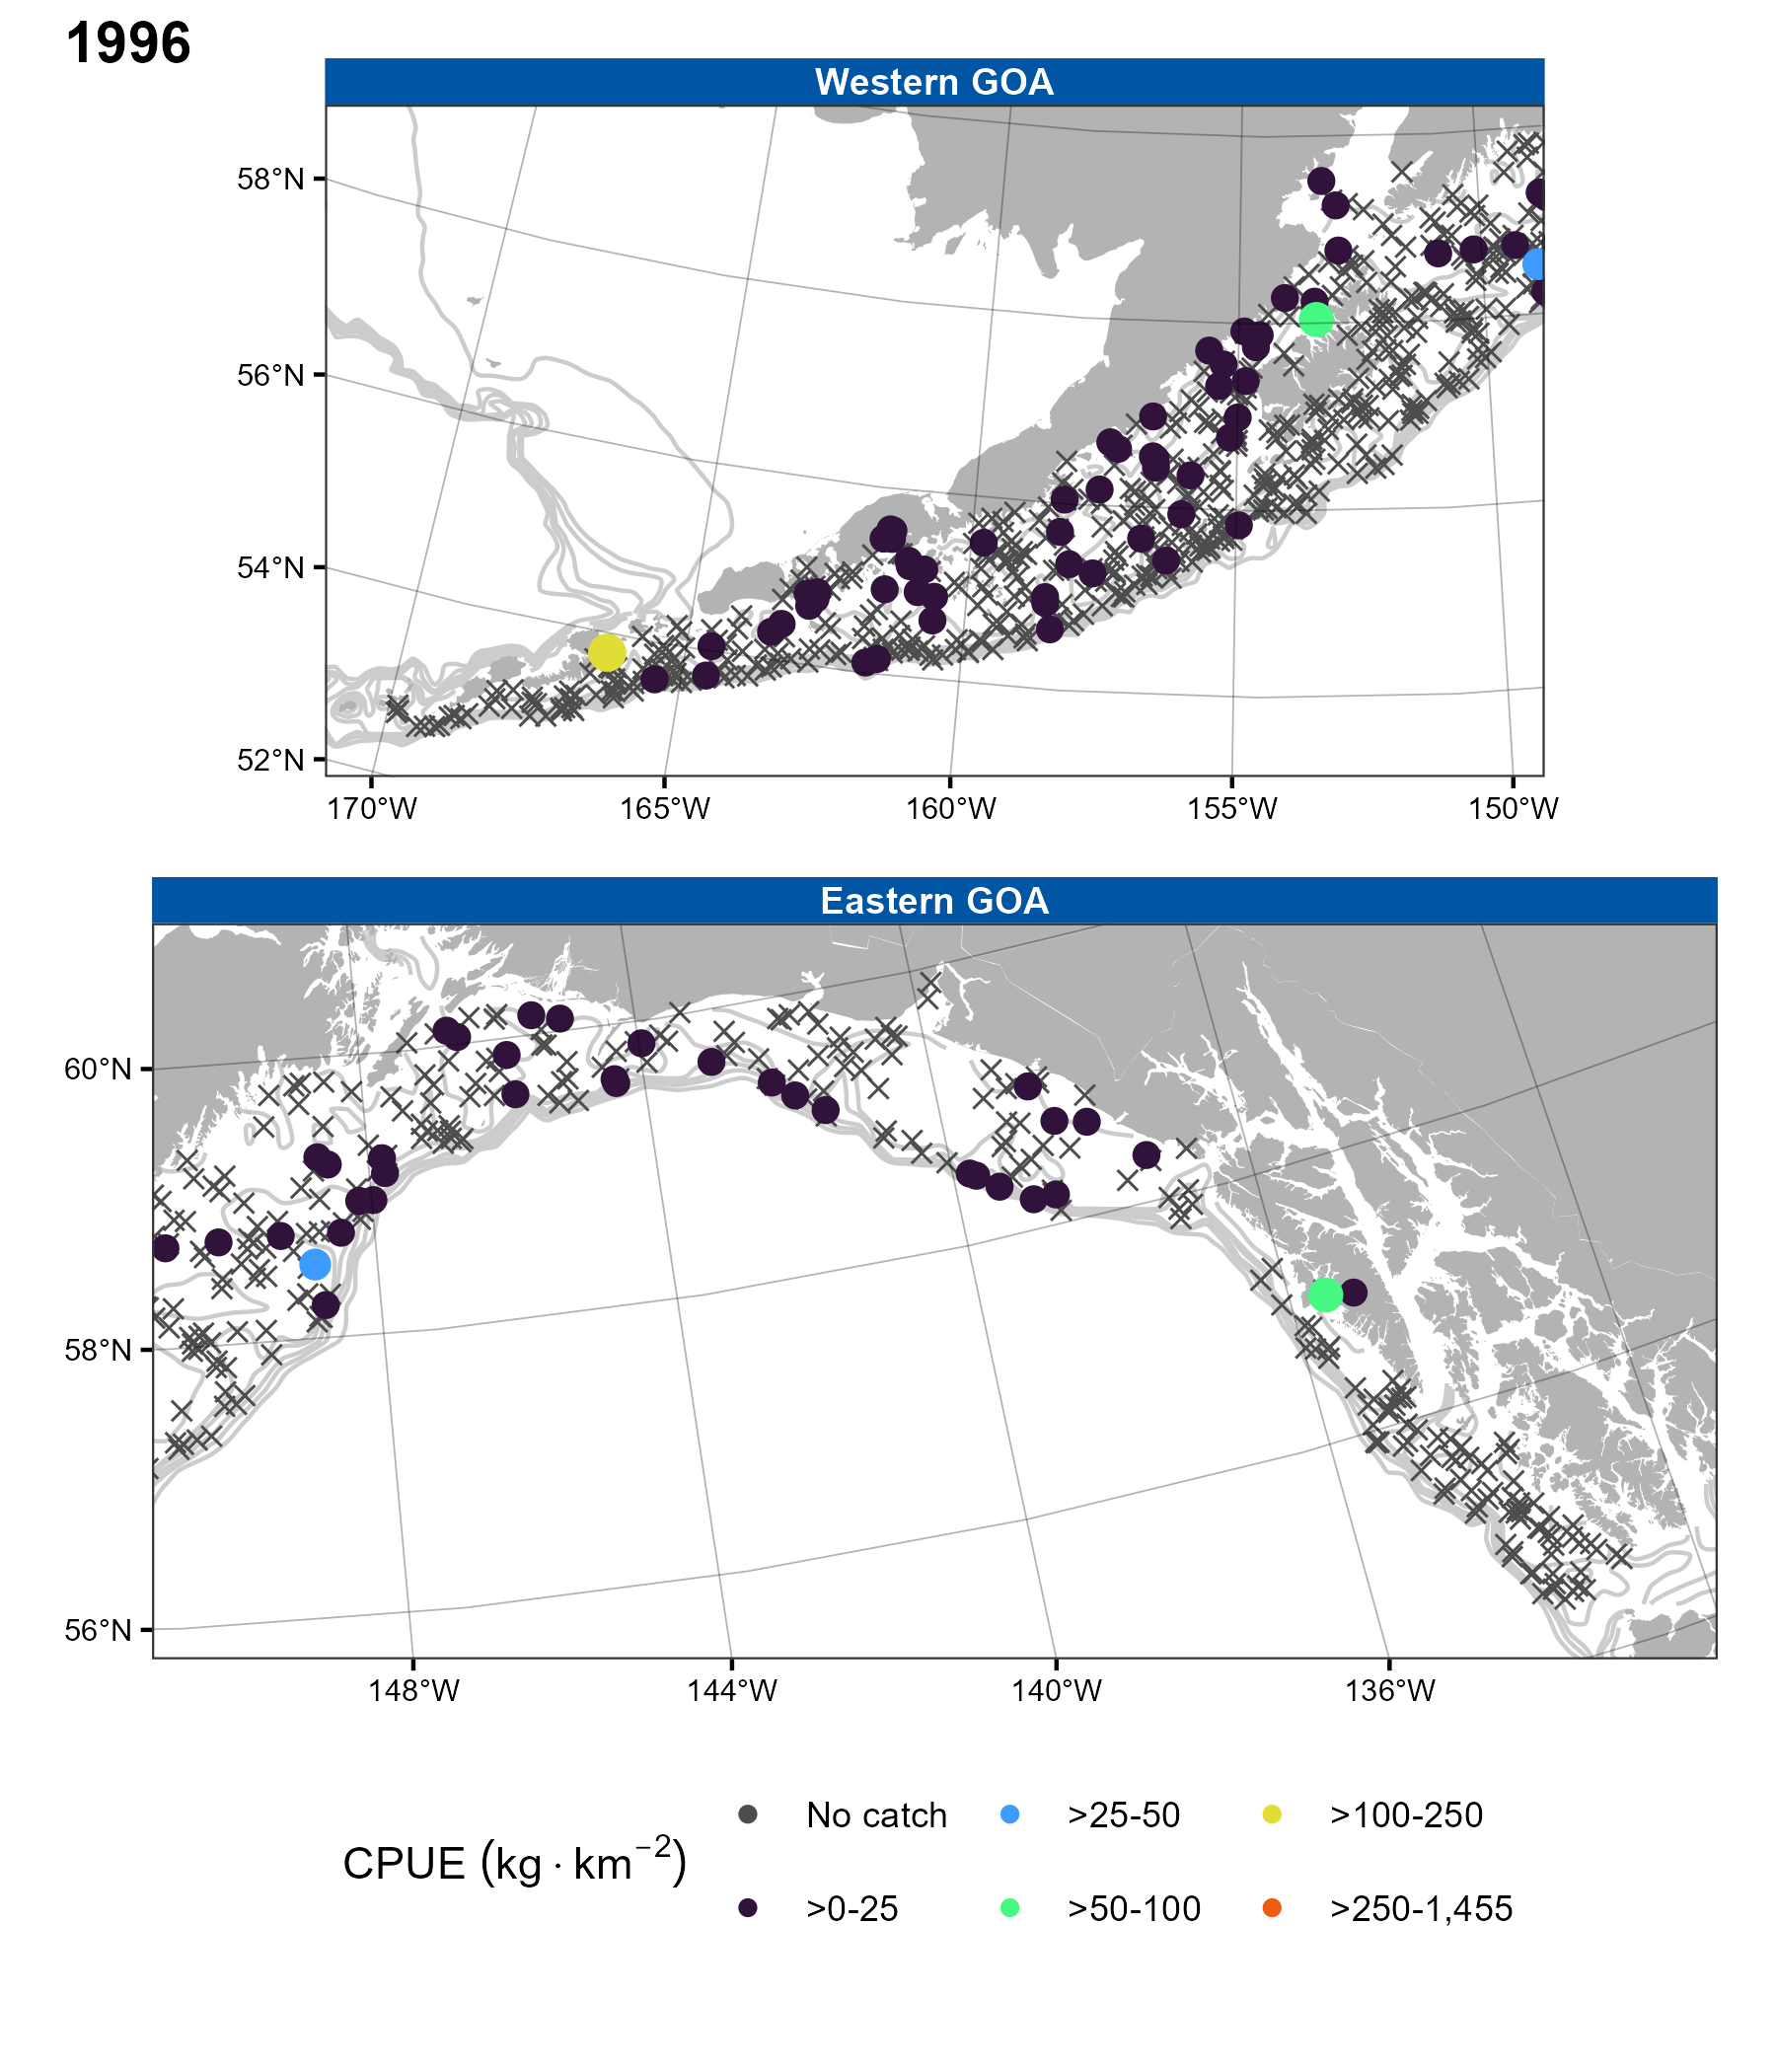 1996
Western GOA
58°N
56°N
54°N
52°N
170°W 165°W 160°W 155°W 150°W
Eastern GOA
60°N
58°N
56°N
148°W 144°W 140°W 136°W
CPUE (kg · km⁻²)
No catch >25-50 >100-250
>0-25 >50-100 >250-1,455